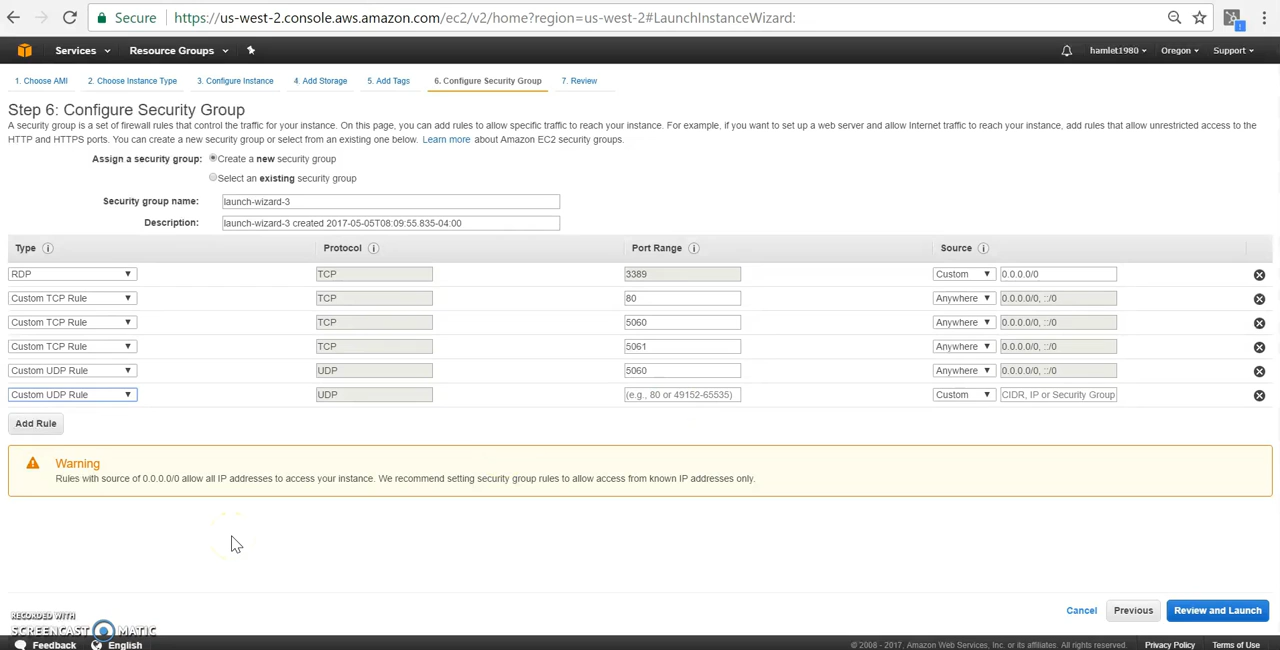 Secure https://us-west-2.console.aws.amazon.com/ec2/v2/home?region=us-west-2#LaunchInstanceWizard:
Services Resource Groups hamlet1980 Oregon Support
1. Choose AMI 2. Choose Instance Type 3. Configure Instance 4. Add Storage 5. Add Tags 6. Configure Security Group 7. Review
Step 6: Configure Security Group
A security group is a set of firewall rules that control the traffic for your instance. On this page, you can add rules to allow specific traffic to reach your instance. For example, if you want to set up a web server and allow Internet traffic to reach your instance, add rules that allow unrestricted access to the
HTTP and HTTPS ports. You can create a new security group or select from an existing one below. Learn more about Amazon EC2 security groups.
Assign a security group: Create a new security group
Select an existing security group
Security group name: launch-wizard-3
Description: launch-wizard-3 created 2017-05-05T08:09:55.835-04:00
Type i Protocol i Port Range i Source i
RDP TCP 3389 Custom 0.0.0.0/0
Custom TCP Rule TCP 80 Anywhere 0.0.0.0/0, ::/0
Custom TCP Rule TCP 5060 Anywhere 0.0.0.0/0, ::/0
Custom TCP Rule TCP 5061 Anywhere 0.0.0.0/0, ::/0
Custom UDP Rule UDP 5060 Anywhere 0.0.0.0/0, ::/0
Custom UDP Rule UDP (e.g., 80 or 49152-65535) Custom CIDR, IP or Security Group
Add Rule
Warning
Rules with source of 0.0.0.0/0 allow all IP addresses to access your instance. We recommend setting security group rules to allow access from known IP addresses only.
Cancel Previous Review and Launch
RECORDED WITH
SCREENCAST MATIC
Feedback English © 2008 - 2017, Amazon Web Services, Inc. or its affiliates. All rights reserved. Privacy Policy Terms of Use